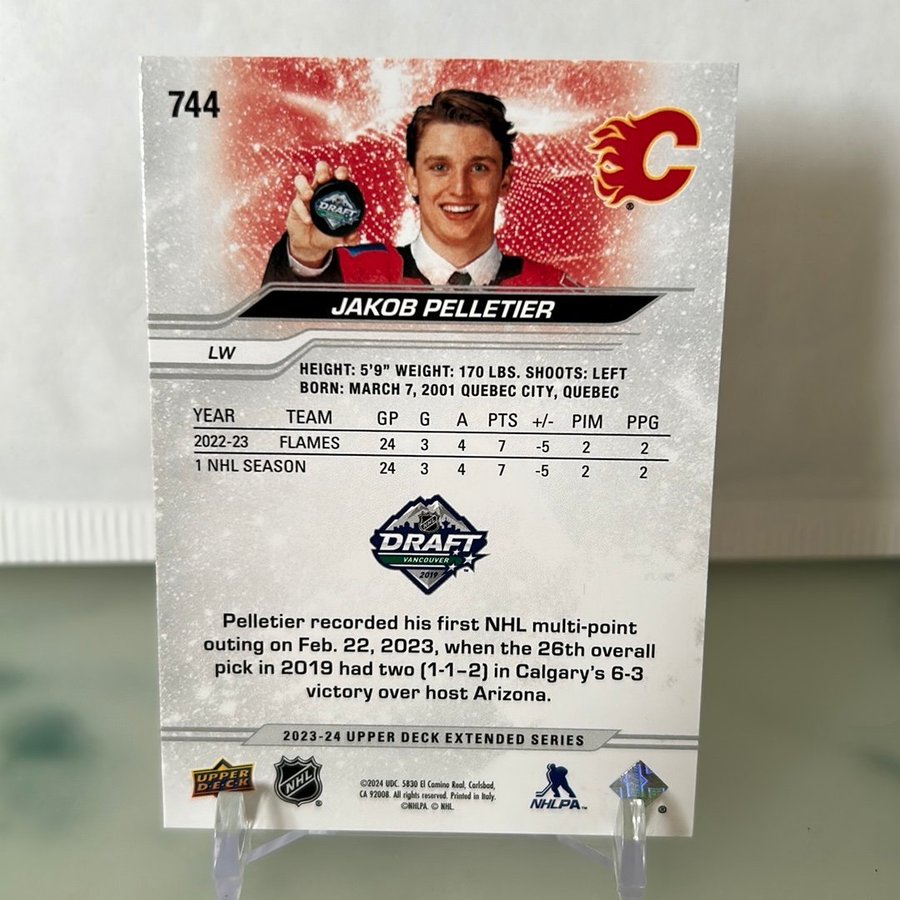 744
C
DRAFT
JAKOB PELLETIER
LW
HEIGHT: 5'9" WEIGHT: 170 LBS. SHOOTS: LEFT
BORN: MARCH 7, 2001 QUEBEC CITY, QUEBEC
YEAR TEAM GP G A PTS +/- PIM PPG
2022-23 FLAMES 24 3 4 7 -5 2 2
1 NHL SEASON 24 3 4 7 -5 2 2
NHL
DRAFT
VANCOUVER
2019
Pelletier recorded his first NHL multi-point
outing on Feb. 22, 2023, when the 26th overall
pick in 2019 had two (1-1–2) in Calgary's 6-3
victory over host Arizona.
2023-24 UPPER DECK EXTENDED SERIES
UPPER
DECK
NHL
©2024 UDC. 5830 El Camino Real, Carlsbad,
CA 92008. All rights reserved. Printed in Italy.
©NHLPA. © NHL.
NHLPA™